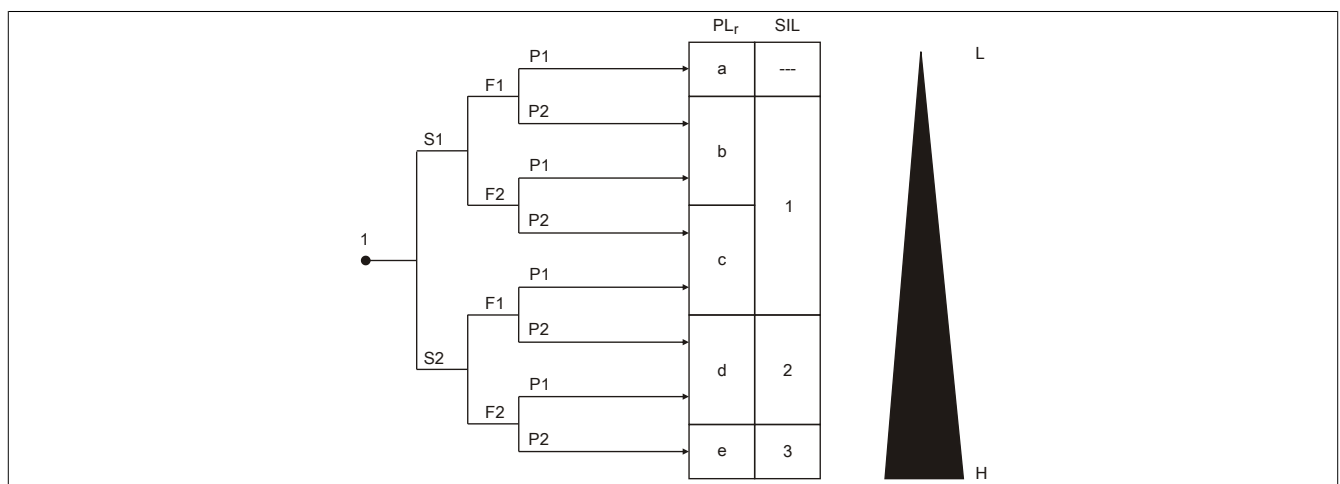 PLr SIL
P1 a --- L
F1
P2
b
S1
P1
F2 1
P2
1
c
P1
F1
P2
S2 d 2
P1
F2
P2 e 3
H